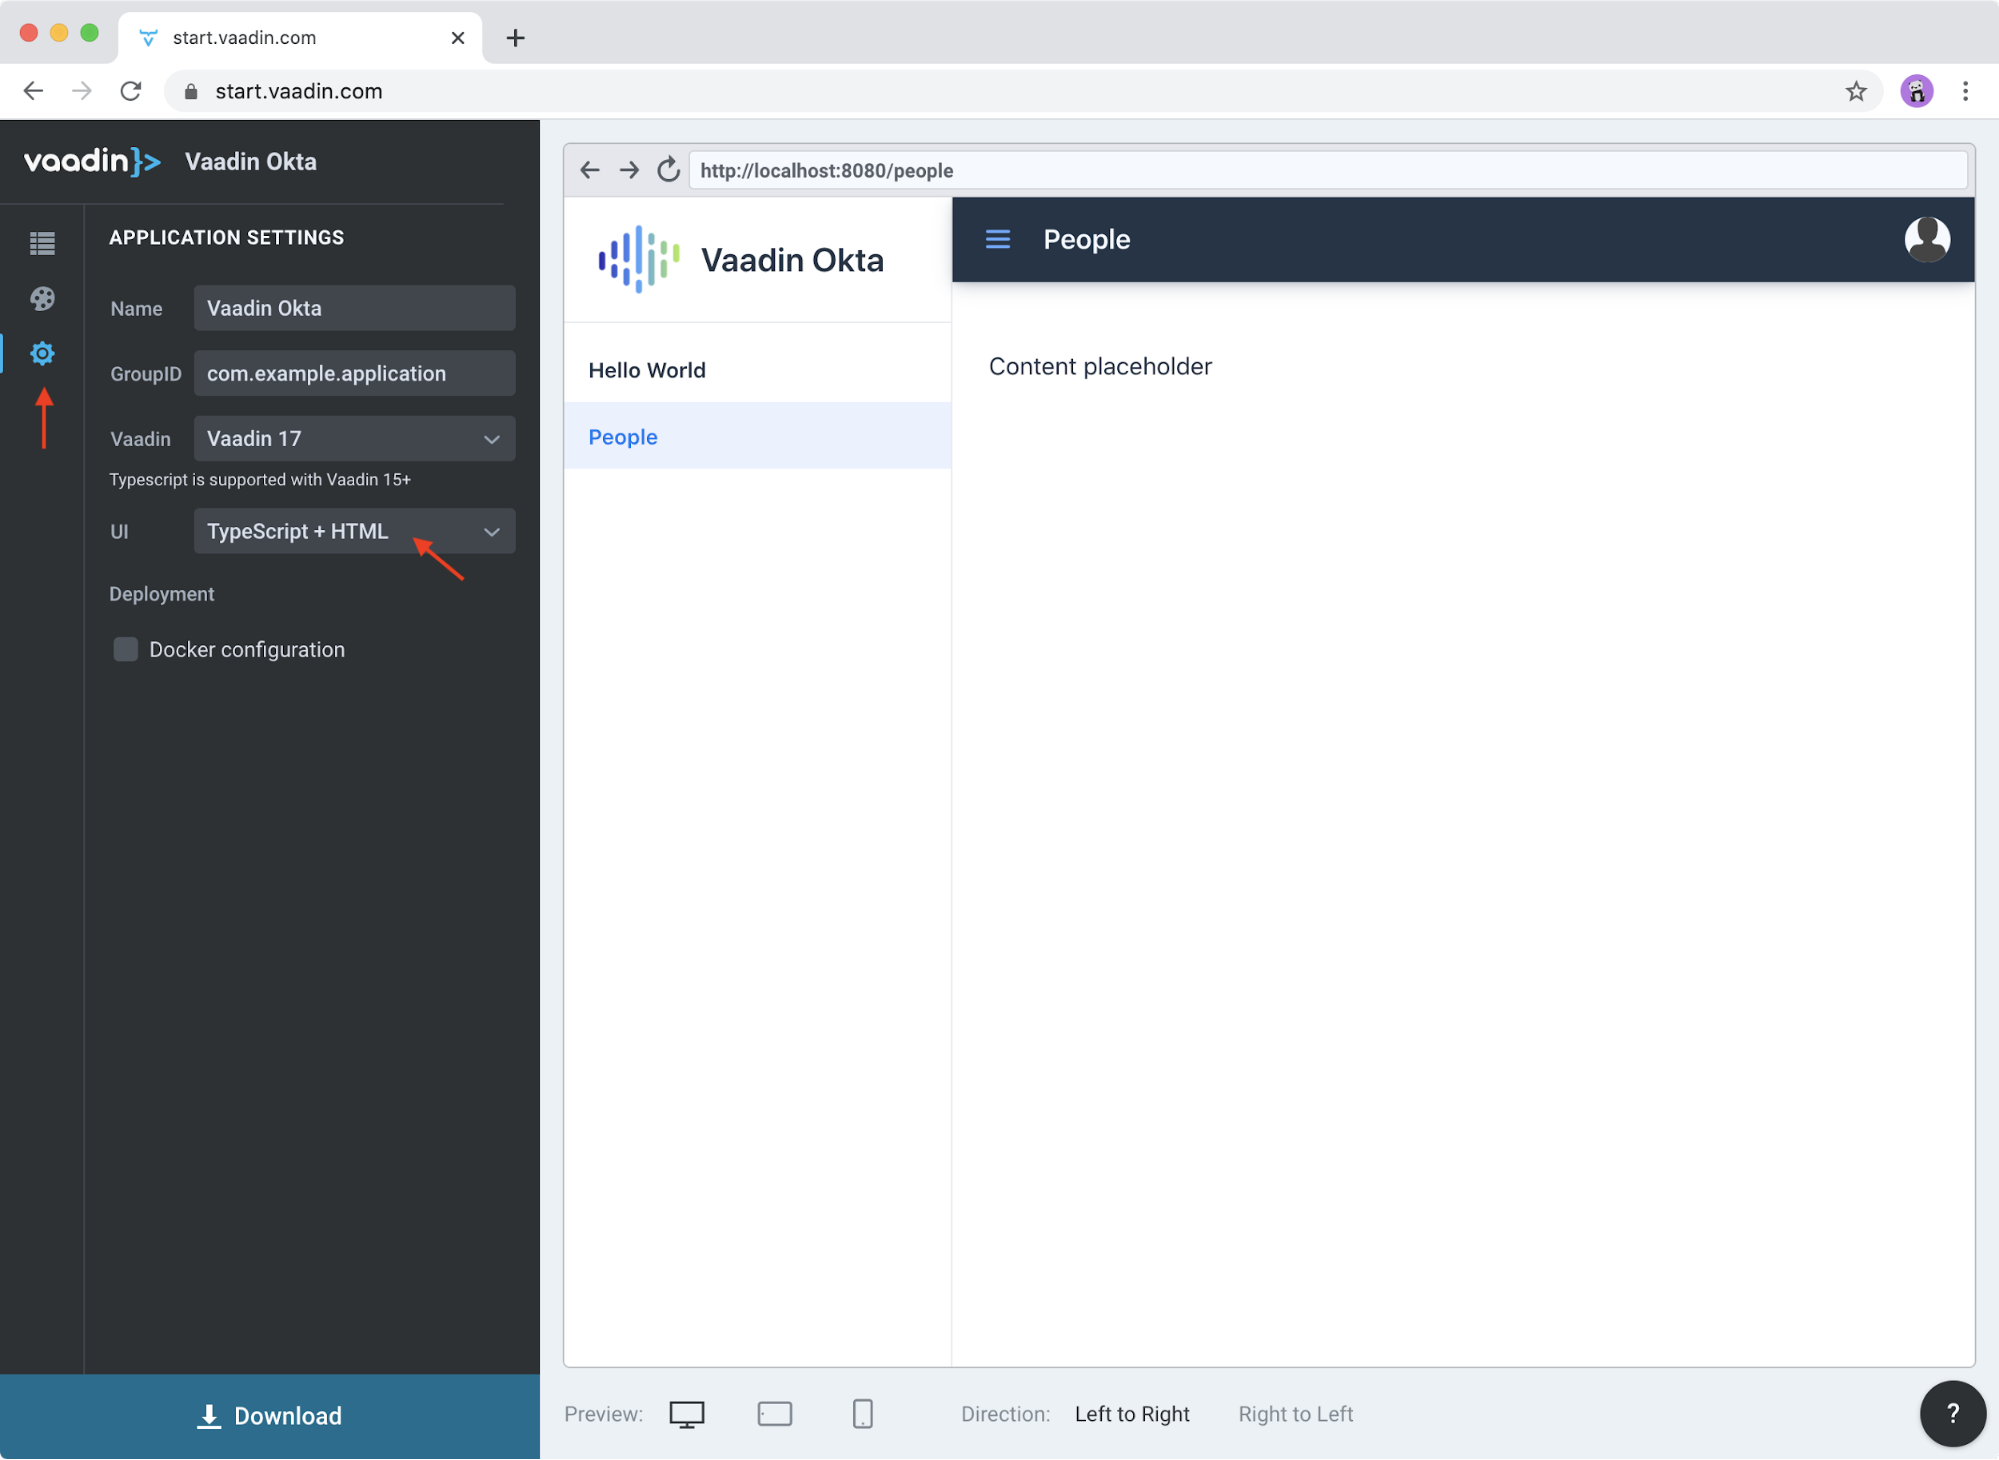 start.vaadin.com
start.vaadin.com
vaadin}> Vaadin Okta
APPLICATION SETTINGS
Name Vaadin Okta
GroupID com.example.application
Vaadin Vaadin 17
Typescript is supported with Vaadin 15+
UI TypeScript + HTML
Deployment
Docker configuration
Download
http://localhost:8080/people
Vaadin Okta
Hello World
People
People
Content placeholder
Preview: Direction: Left to Right Right to Left
?